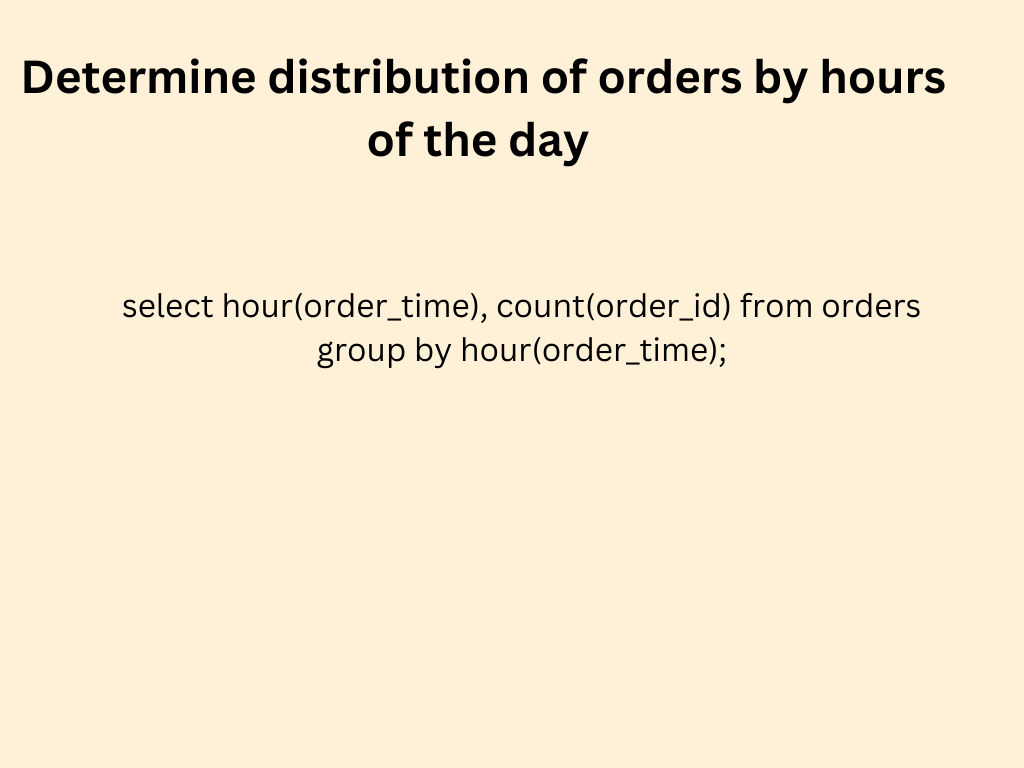 Determine distribution of orders by hours
of the day
select hour(order_time), count(order_id) from orders
group by hour(order_time);